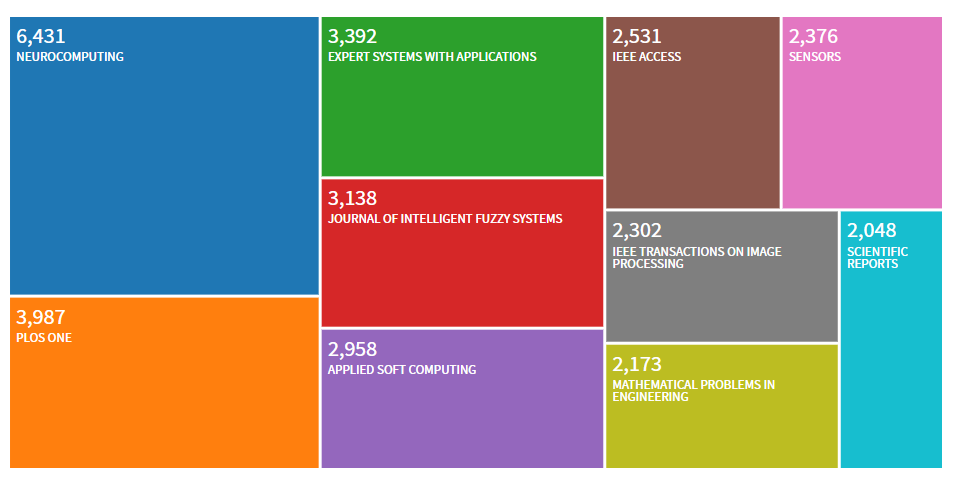 6,431
NEUROCOMPUTING
3,987
PLOS ONE
3,392
EXPERT SYSTEMS WITH APPLICATIONS
3,138
JOURNAL OF INTELLIGENT FUZZY SYSTEMS
2,958
APPLIED SOFT COMPUTING
2,531
IEEE ACCESS
2,376
SENSORS
2,302
IEEE TRANSACTIONS ON IMAGE
PROCESSING
2,173
MATHEMATICAL PROBLEMS IN
ENGINEERING
2,048
SCIENTIFIC
REPORTS